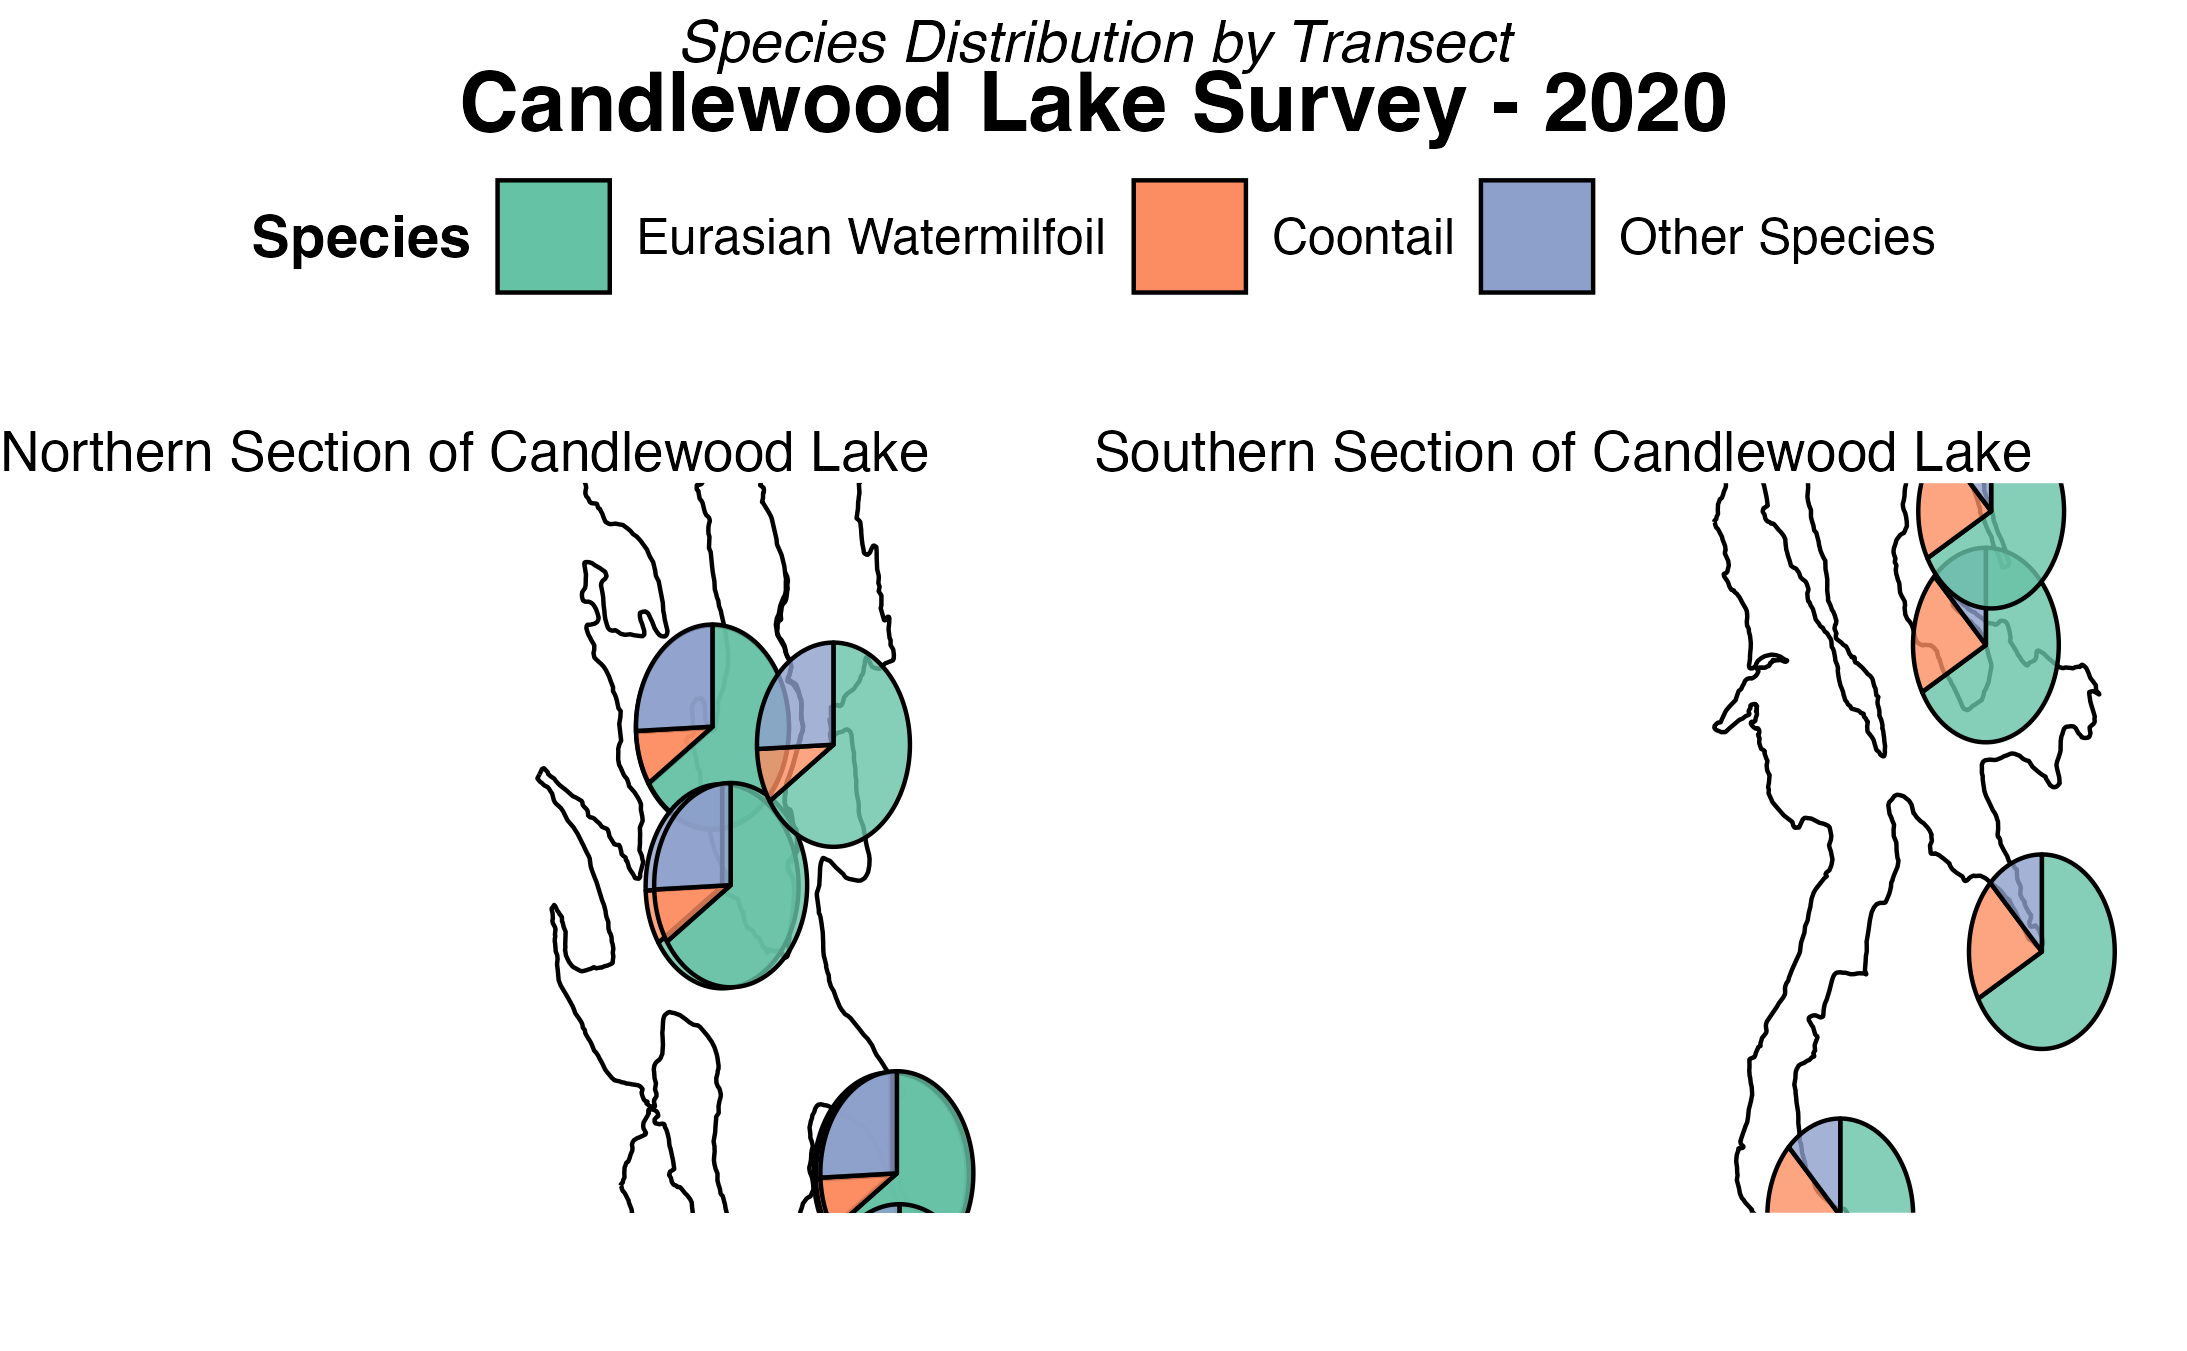 Species Distribution by Transect
Candlewood Lake Survey - 2020
Species Eurasian Watermilfoil Coontail Other Species
Northern Section of Candlewood Lake
Southern Section of Candlewood Lake